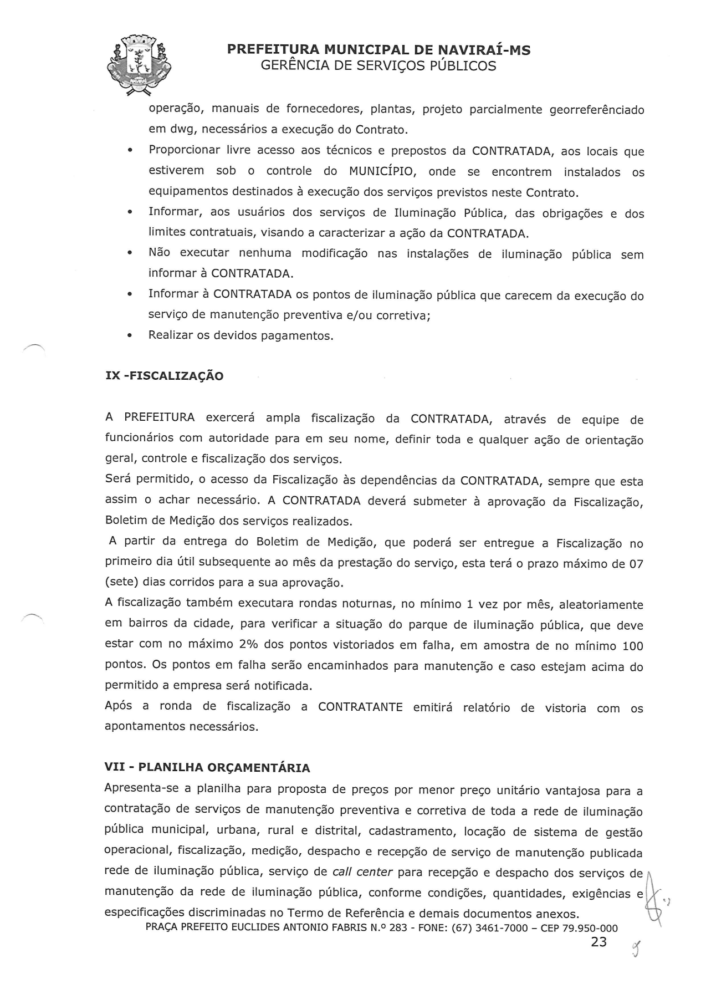 PREFEITURA MUNICIPAL DE NAVIRAÍ-MS
GERÊNCIA DE SERVIÇOS PÚBLICOS
operação, manuais de fornecedores, plantas, projeto parcialmente georreferênciado
em dwg, necessários a execução do Contrato.
• Proporcionar livre acesso aos técnicos e prepostos da CONTRATADA, aos locais que
estiverem sob o controle do MUNICÍPIO, onde se encontrem instalados os
equipamentos destinados à execução dos serviços previstos neste Contrato.
• Informar, aos usuários dos serviços de Iluminação Pública, das obrigações e dos
limites contratuais, visando a caracterizar a ação da CONTRATADA.
• Não executar nenhuma modificação nas instalações de iluminação pública sem
informar à CONTRATADA.
• Informar à CONTRATADA os pontos de iluminação pública que carecem da execução do
serviço de manutenção preventiva e/ou corretiva;
• Realizar os devidos pagamentos.
IX -FISCALIZAÇÃO
A PREFEITURA exercerá ampla fiscalização da CONTRATADA, através de equipe de
funcionários com autoridade para em seu nome, definir toda e qualquer ação de orientação
geral, controle e fiscalização dos serviços.
Será permitido, o acesso da Fiscalização às dependências da CONTRATADA, sempre que esta
assim o achar necessário. A CONTRATADA deverá submeter à aprovação da Fiscalização,
Boletim de Medição dos serviços realizados.
A partir da entrega do Boletim de Medição, que poderá ser entregue a Fiscalização no
primeiro dia útil subsequente ao mês da prestação do serviço, esta terá o prazo máximo de 07
(sete) dias corridos para a sua aprovação.
A fiscalização também executara rondas noturnas, no mínimo 1 vez por mês, aleatoriamente
em bairros da cidade, para verificar a situação do parque de iluminação pública, que deve
estar com no máximo 2% dos pontos vistoriados em falha, em amostra de no mínimo 100
pontos. Os pontos em falha serão encaminhados para manutenção e caso estejam acima do
permitido a empresa será notificada.
Após a ronda de fiscalização a CONTRATANTE emitirá relatório de vistoria com os
apontamentos necessários.
VII - PLANILHA ORÇAMENTÁRIA
Apresenta-se a planilha para proposta de preços por menor preço unitário vantajosa para a
contratação de serviços de manutenção preventiva e corretiva de toda a rede de iluminação
pública municipal, urbana, rural e distrital, cadastramento, locação de sistema de gestão
operacional, fiscalização, medição, despacho e recepção de serviço de manutenção publicada
rede de iluminação pública, serviço de call center para recepção e despacho dos serviços de
manutenção da rede de iluminação pública, conforme condições, quantidades, exigências e
especificações discriminadas no Termo de Referência e demais documentos anexos.
PRAÇA PREFEITO EUCLIDES ANTONIO FABRIS N.º 283 - FONE: (67) 3461-7000 – CEP 79.950-000
23